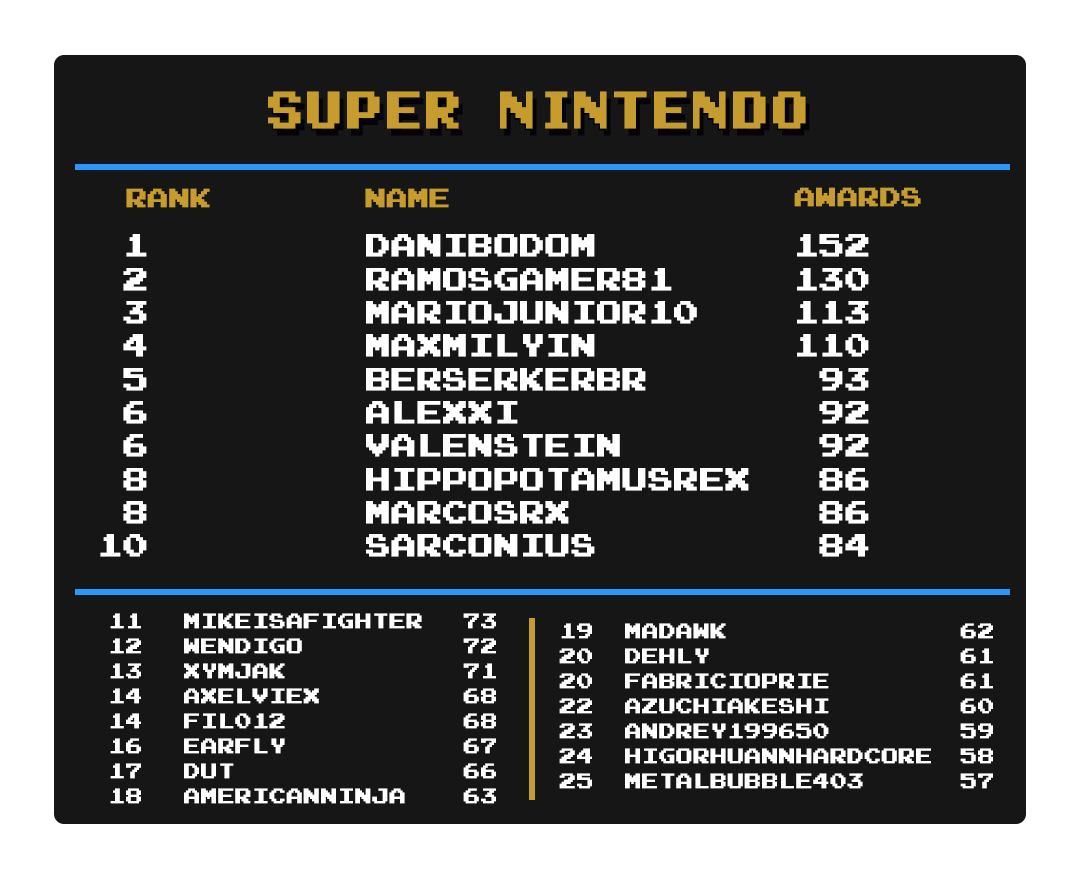 SUPER NINTENDO
RANK NAME AWARDS
1 DANIBODOM 152
2 RAMOSGAMER81 130
3 MARIOJUNIOR10 113
4 MAXMILYIN 110
5 BERSERKERBR 93
6 ALEXXI 92
6 VALENSTEIN 92
8 HIPPOPOTAMUSREX 86
8 MARCOSRX 86
10 SARCONIUS 84
11 MIKEISAFIGHTER 73
12 WENDIGO 72
13 XYMJAK 71
14 AXELVIEX 68
14 FILO12 68
16 EARFLY 67
17 DUT 66
18 AMERICANNINJA 63
19 MADAWK 62
20 DEHLY 61
20 FABRICIOPRIE 61
22 AZUCHIAKESHI 60
23 ANDREY199650 59
24 HIGORHUANNHARDCORE 58
25 METALBUBBLE403 57